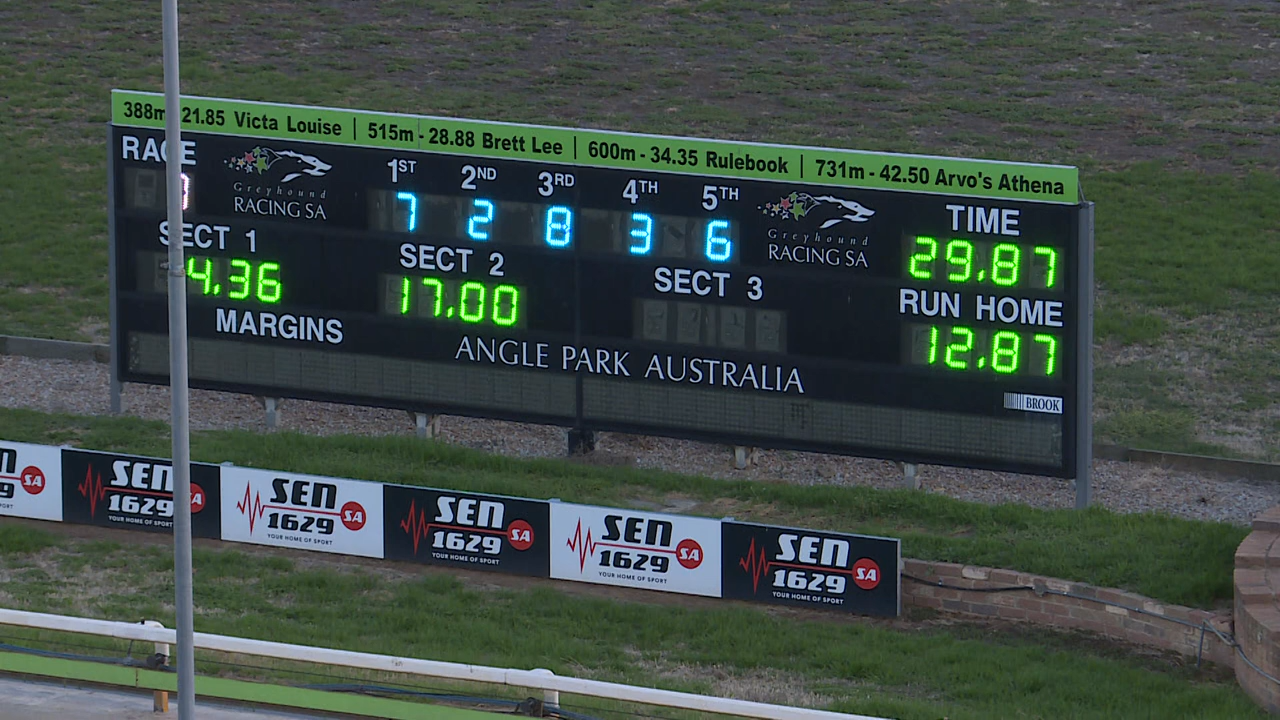 388m 21.85 Victa Louise | 515m - 28.88 Brett Lee | 600m - 34.35 Rulebook | 731m - 42.50 Arvo's Athena
RACE
Greyhound
RACING SA
1ST 2ND 3RD 4TH 5TH
7 2 8 3 6
Greyhound
RACING SA
TIME
29.87
SECT 1
4.36
SECT 2
17.00
SECT 3
RUN HOME
12.87
MARGINS
ANGLE PARK AUSTRALIA
BROOK
SA
SEN
1629
SA
YOUR HOME OF SPORT
SEN
1629
SA
YOUR HOME OF SPORT
SEN
1629
SA
YOUR HOME OF SPORT
SEN
1629
SA
YOUR HOME OF SPORT
SEN
1629
SA
YOUR HOME OF SPORT